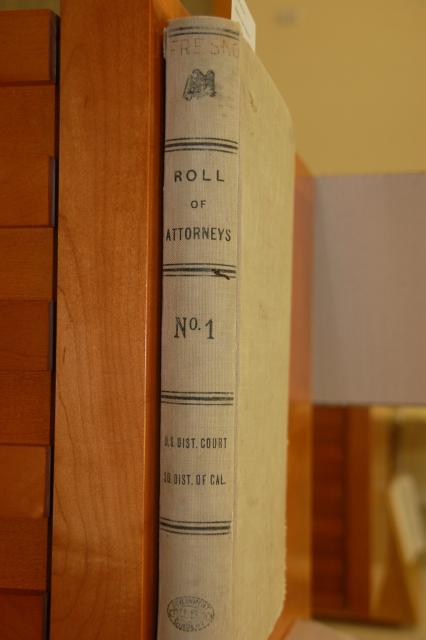 FRESNO
ROLL
OF
ATTORNEYS
No. 1
U.S. DIST. COURT
SO. DIST. OF CAL.